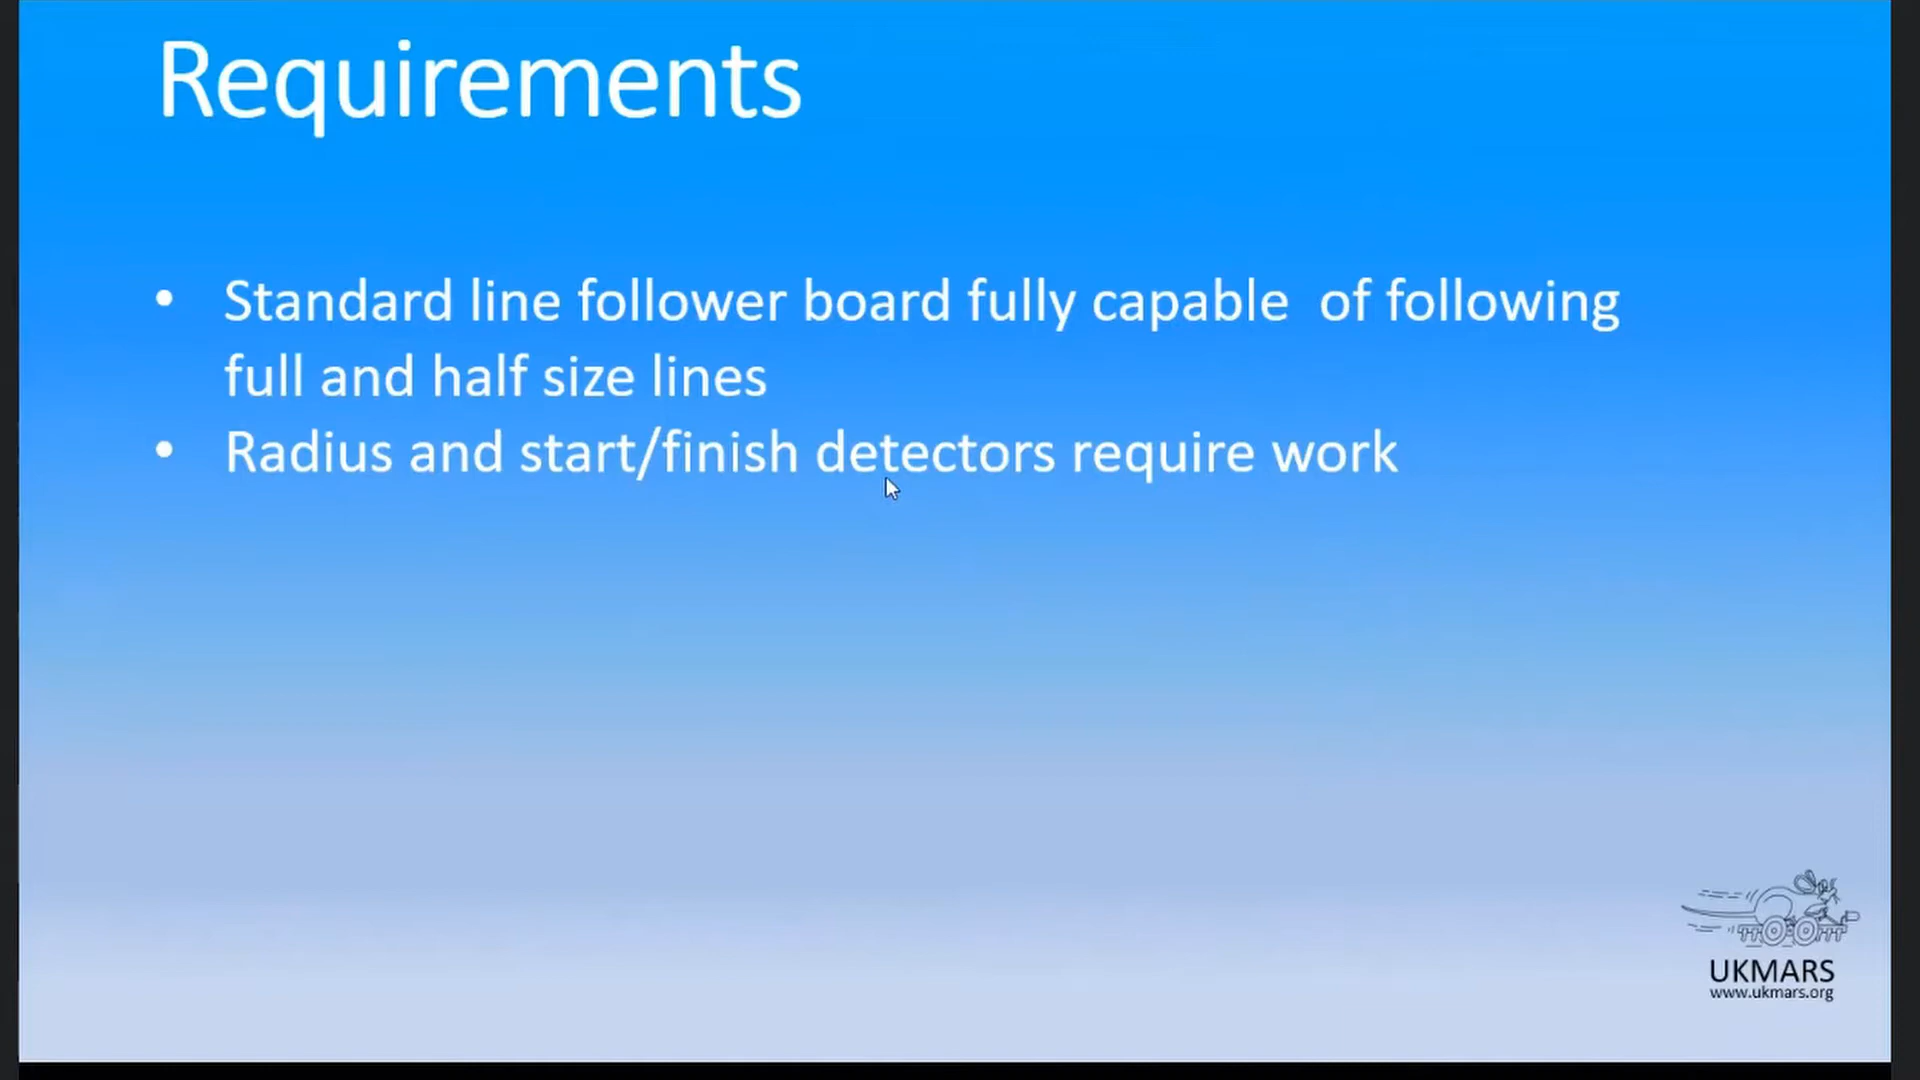 Requirements
• Standard line follower board fully capable  of following
full and half size lines
• Radius and start/finish detectors require work
UKMARS
www.ukmars.org